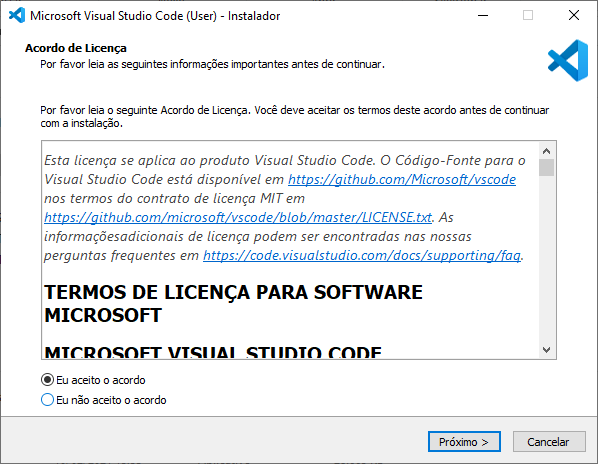 Microsoft Visual Studio Code (User) - Instalador
Acordo de Licença
Por favor leia as seguintes informações importantes antes de continuar.
Por favor leia o seguinte Acordo de Licença. Você deve aceitar os termos deste acordo antes de continuar
com a instalação.
Esta licença se aplica ao produto Visual Studio Code. O Código-Fonte para o
Visual Studio Code está disponível em https://github.com/Microsoft/vscode
nos termos do contrato de licença MIT em
https://github.com/microsoft/vscode/blob/master/LICENSE.txt. As
informaçõesadicionais de licença podem ser encontradas nas nossas
perguntas frequentes em https://code.visualstudio.com/docs/supporting/faq.
TERMOS DE LICENÇA PARA SOFTWARE
MICROSOFT
MICROSOFT VISUAL STUDIO CODE
Eu aceito o acordo
Eu não aceito o acordo
Próximo >
Cancelar